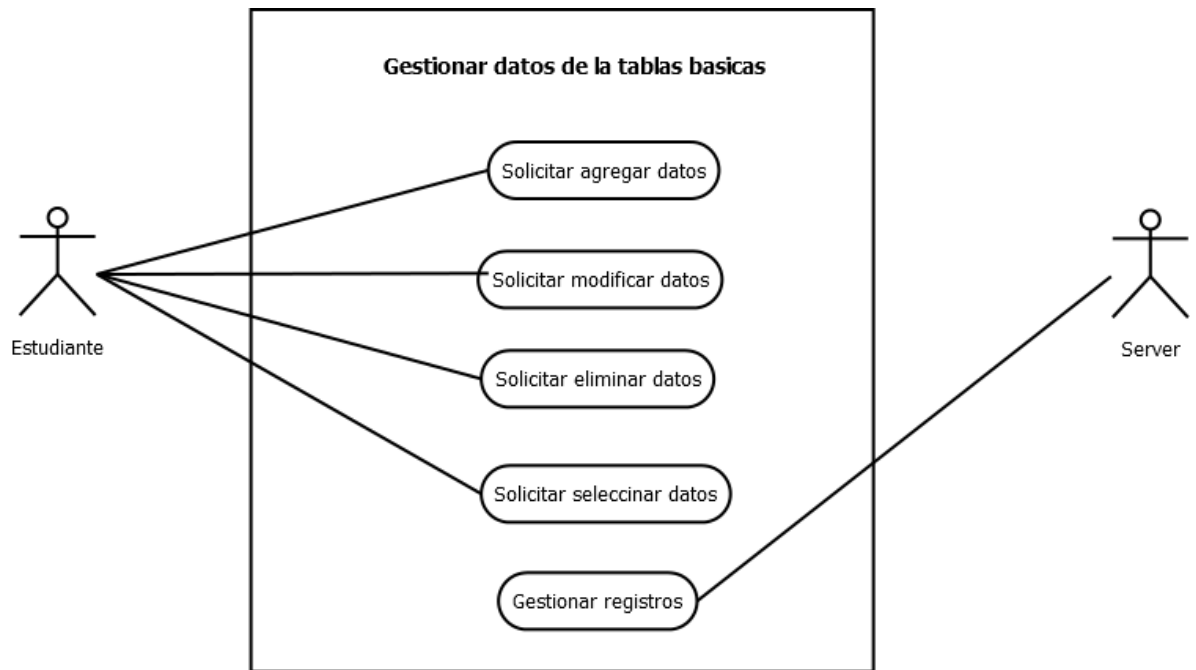 Gestionar datos de la tablas basicas
Solicitar agregar datos
Solicitar modificar datos
Estudiante
Server
Solicitar eliminar datos
Solicitar seleccinar datos
Gestionar registros